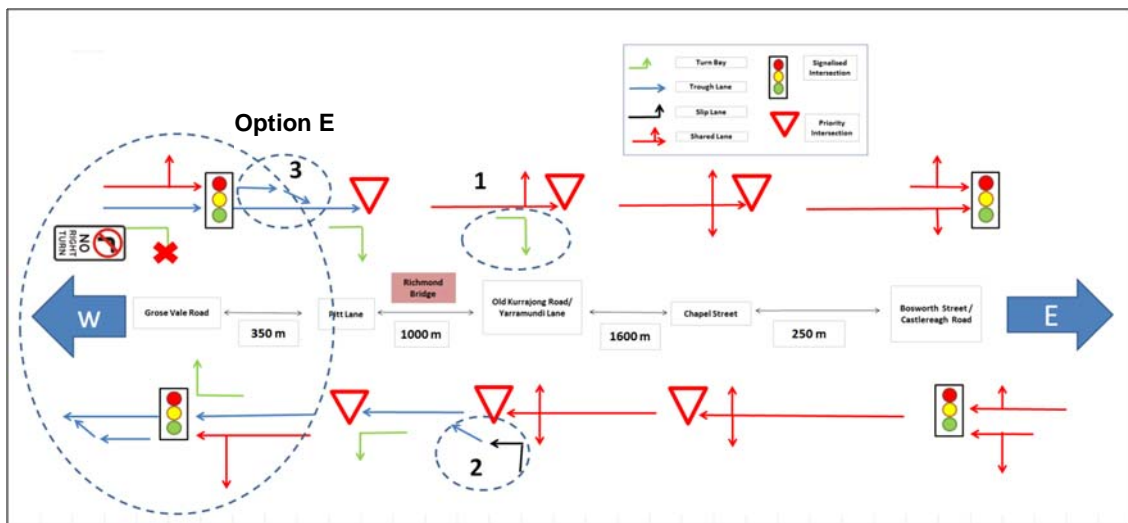 Option E
Turn Bay
Trough Lane
Slip Lane
Shared Lane
Signalised
Intersection
Priority
Intersection
3
1
NO
RIGHT
TURN
W
Grose Vale Road
350 m
Pitt Lane
Richmond
Bridge
1000 m
Old Kurrajong Road/
Yarramundi Lane
1600 m
Chapel Street
250 m
Bosworth Street /
Castlereagh Road
E
2